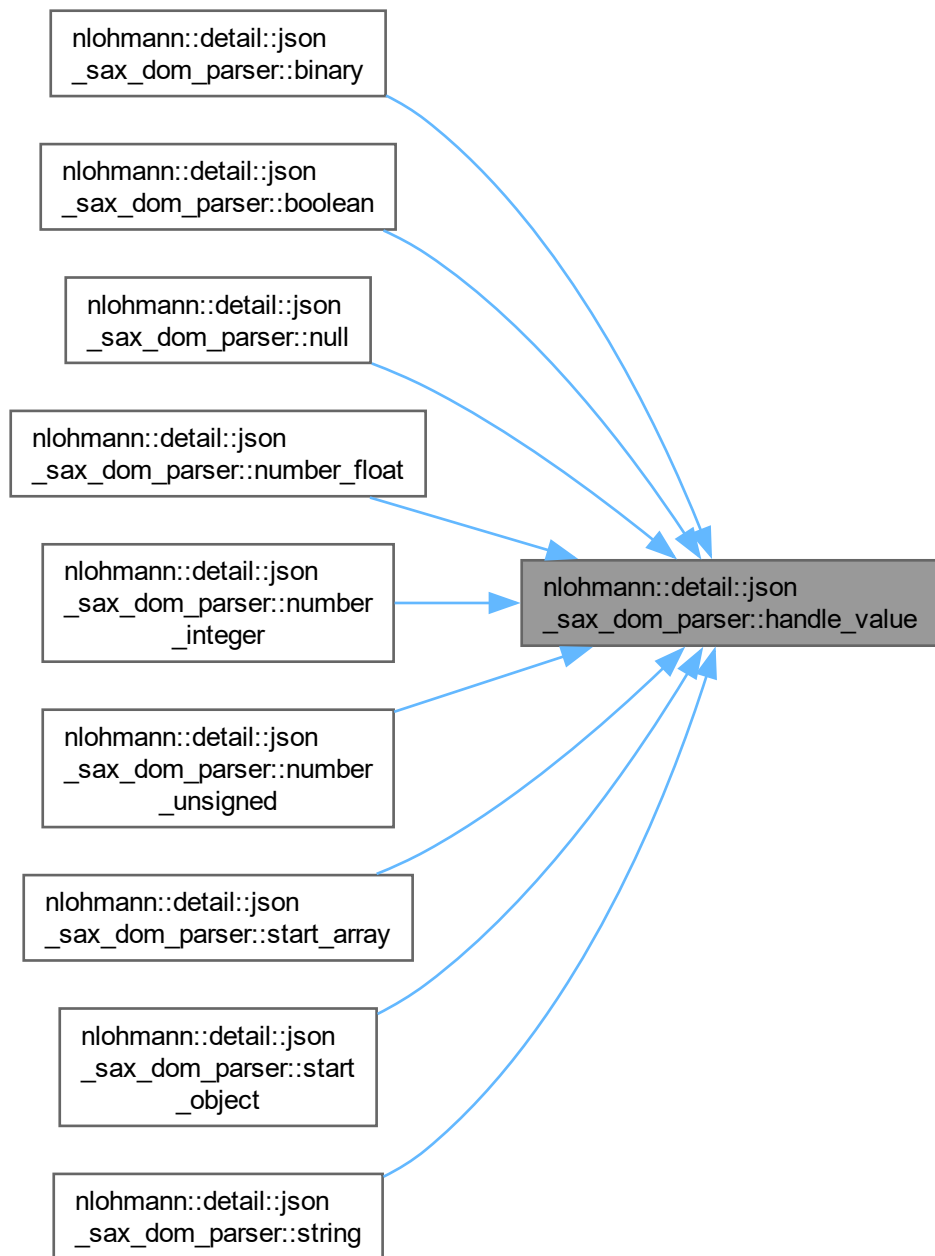 nlohmann::detail::json
_sax_dom_parser::binary
nlohmann::detail::json
_sax_dom_parser::boolean
nlohmann::detail::json
_sax_dom_parser::null
nlohmann::detail::json
_sax_dom_parser::number_float
nlohmann::detail::json
_sax_dom_parser::number
_integer
nlohmann::detail::json
_sax_dom_parser::handle_value
nlohmann::detail::json
_sax_dom_parser::number
_unsigned
nlohmann::detail::json
_sax_dom_parser::start_array
nlohmann::detail::json
_sax_dom_parser::start
_object
nlohmann::detail::json
_sax_dom_parser::string